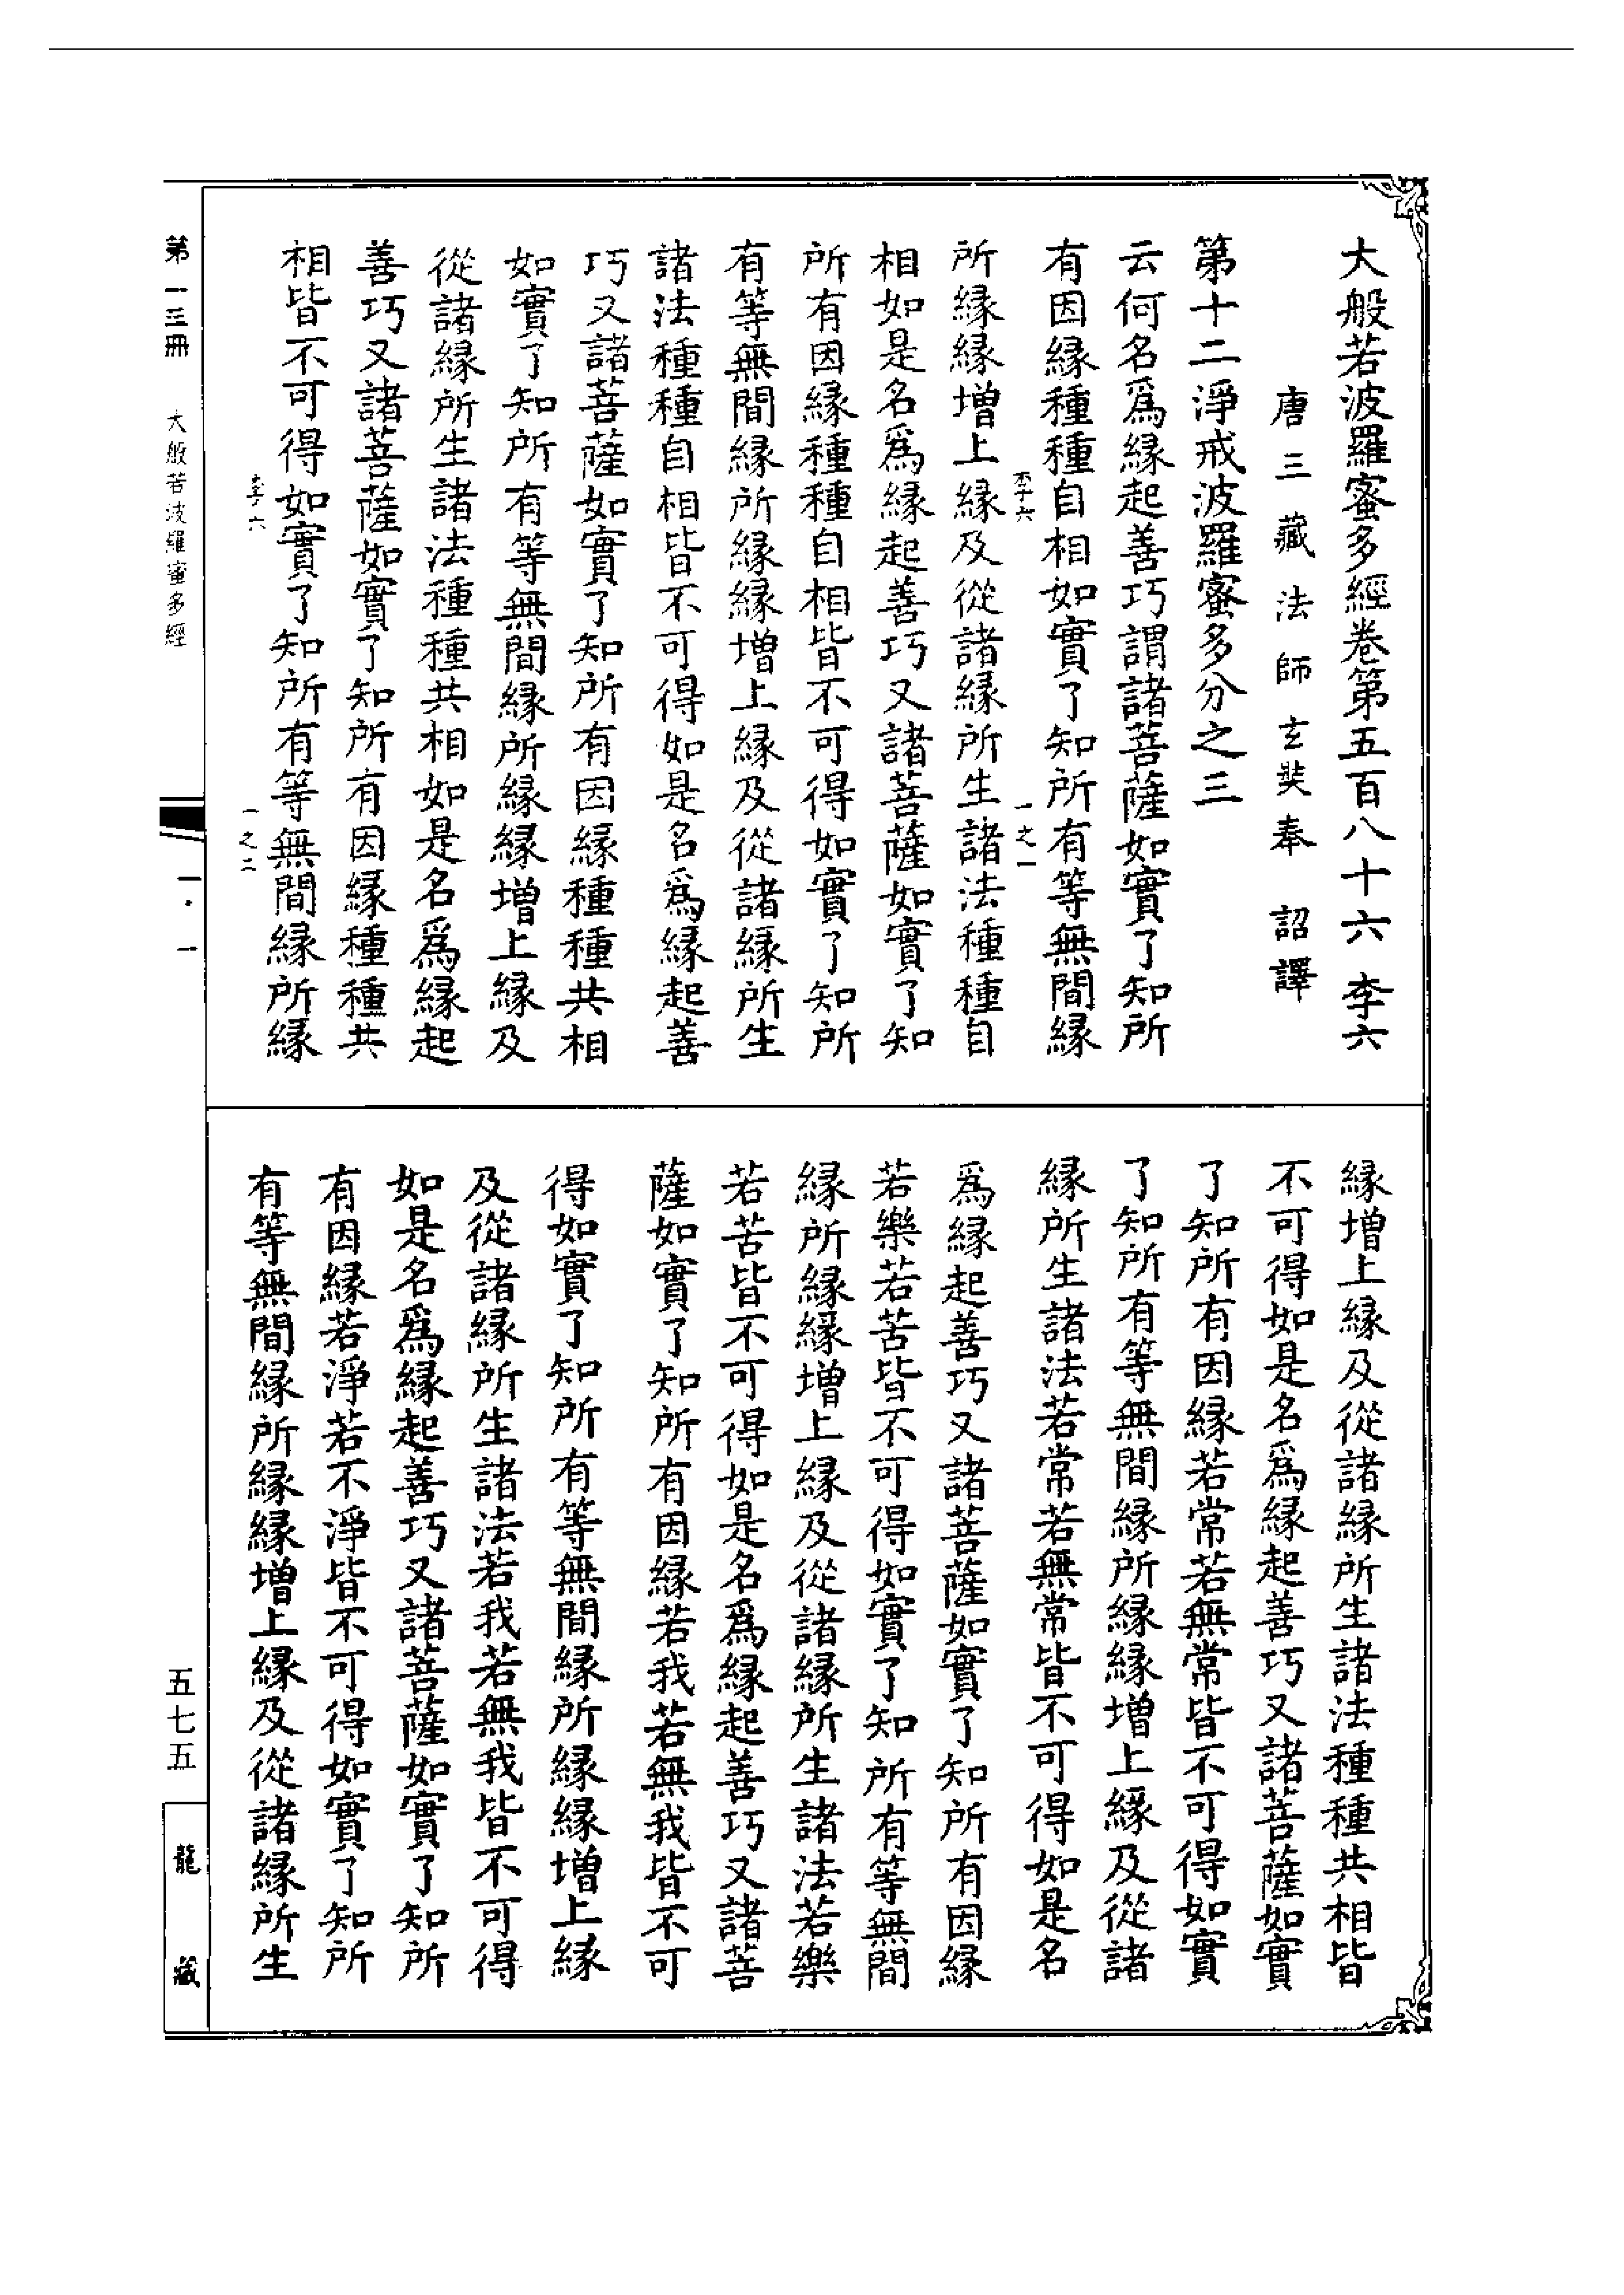 大般若波羅蜜多經卷第五百八十六 李六
唐三藏法師玄奘奉 詔譯
第十二淨戒波羅蜜多分之三
云何名爲緣起善巧謂諸菩薩如實了知所
有因緣種種自相如實了知所有等無間緣
李六 一之一
所緣緣增上緣及從諸緣所生諸法種種自
相如是名爲緣起善巧又諸菩薩如實了知
所有因緣種種自相皆不可得如實了知所
有等無間緣所緣緣增上緣及從諸緣所生
諸法種種自相皆不可得如是名爲緣起善
巧又諸菩薩如實了知所有因緣種種共相
如實了知所有等無間緣所緣緣增上緣及
從諸緣所生諸法種種共相如是名爲緣起
善巧又諸菩薩如實了知所有因緣種種共
相皆不可得如實了知所有等無間緣所緣
李六 一之二
緣增上緣及從諸緣所生諸法種種共相皆
不可得如是名爲緣起善巧又諸菩薩如實
了知所有因緣若常若無常皆不可得如實
了知所有等無間緣所緣緣增上緣及從諸
緣所生諸法若常若無常皆不可得如是名
爲緣起善巧又諸菩薩如實了知所有因緣
若樂若苦皆不可得如實了知所有等無間
緣所緣緣增上緣及從諸緣所生諸法若樂
若苦皆不可得如是名爲緣起善巧又諸菩
薩如實了知所有因緣若我若無我皆不可
得如實了知所有等無間緣所緣緣增上緣
及從諸緣所生諸法若我若無我皆不可得
如是名爲緣起善巧又諸菩薩如實了知所
有因緣若淨若不淨皆不可得如實了知所
有等無間緣所緣緣增上緣及從諸緣所生
第一三冊 大般若波羅蜜多經
一·一
五七五
龍藏